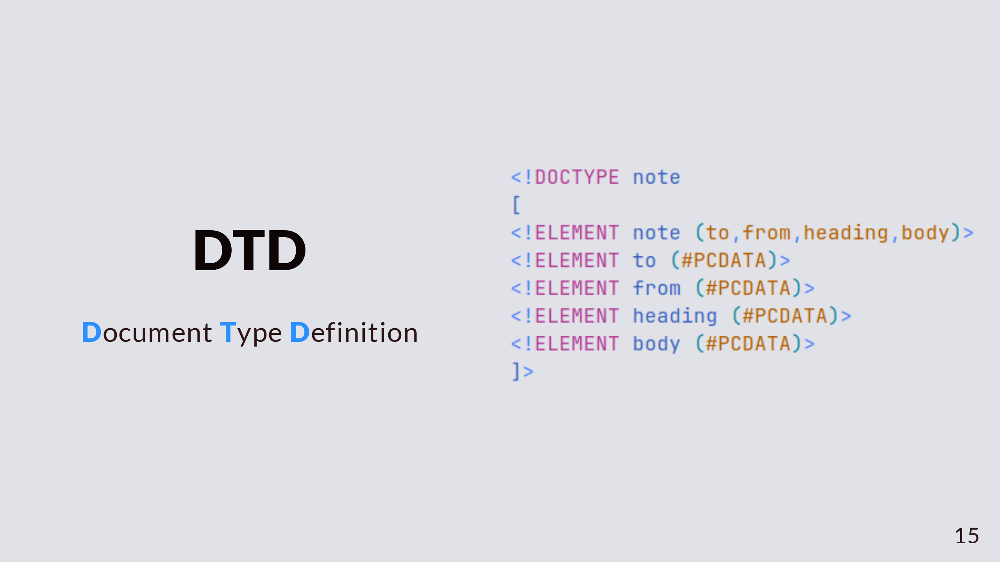 DTD
Document Type Definition
<!DOCTYPE note
[
<!ELEMENT note (to,from,heading,body)>
<!ELEMENT to (#PCDATA)>
<!ELEMENT from (#PCDATA)>
<!ELEMENT heading (#PCDATA)>
<!ELEMENT body (#PCDATA)>
]>
15